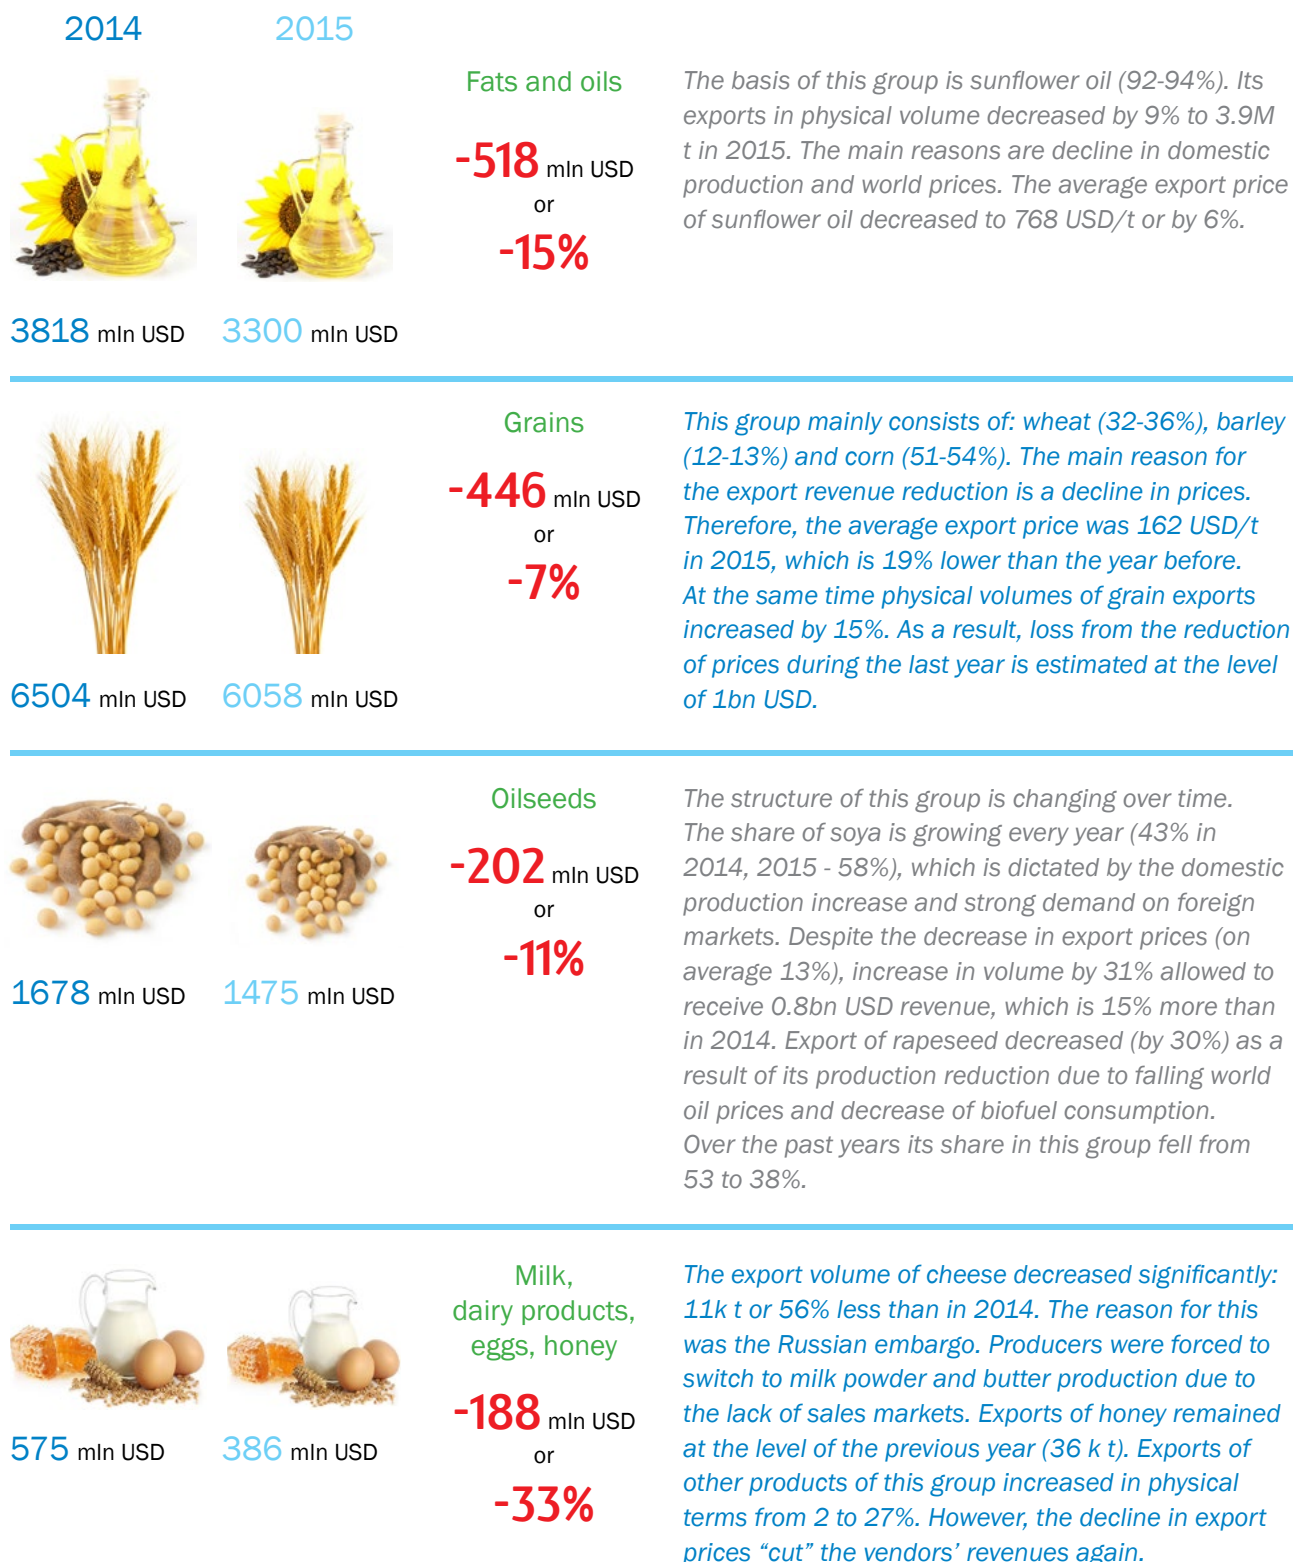 2014
2015
Fats and oils
-518 mln USD
or
-15%
3818 mln USD
3300 mln USD
The basis of this group is sunflower oil (92-94%). Its
exports in physical volume decreased by 9% to 3.9M
t in 2015. The main reasons are decline in domestic
production and world prices. The average export price
of sunflower oil decreased to 768 USD/t or by 6%.
Grains
-446 mln USD
or
-7%
6504 mln USD
6058 mln USD
This group mainly consists of: wheat (32-36%), barley
(12-13%) and corn (51-54%). The main reason for
the export revenue reduction is a decline in prices.
Therefore, the average export price was 162 USD/t
in 2015, which is 19% lower than the year before.
At the same time physical volumes of grain exports
increased by 15%. As a result, loss from the reduction
of prices during the last year is estimated at the level
of 1bn USD.
Oilseeds
-202 mln USD
or
-11%
1678 mln USD
1475 mln USD
The structure of this group is changing over time.
The share of soya is growing every year (43% in
2014, 2015 - 58%), which is dictated by the domestic
production increase and strong demand on foreign
markets. Despite the decrease in export prices (on
average 13%), increase in volume by 31% allowed to
receive 0.8bn USD revenue, which is 15% more than
in 2014. Export of rapeseed decreased (by 30%) as a
result of its production reduction due to falling world
oil prices and decrease of biofuel consumption.
Over the past years its share in this group fell from
53 to 38%.
Milk,
dairy products,
eggs, honey
-188 mln USD
or
-33%
575 mln USD
386 mln USD
The export volume of cheese decreased significantly:
11k t or 56% less than in 2014. The reason for this
was the Russian embargo. Producers were forced to
switch to milk powder and butter production due to
the lack of sales markets. Exports of honey remained
at the level of the previous year (36 k t). Exports of
other products of this group increased in physical
terms from 2 to 27%. However, the decline in export
prices “cut” the vendors’ revenues again.